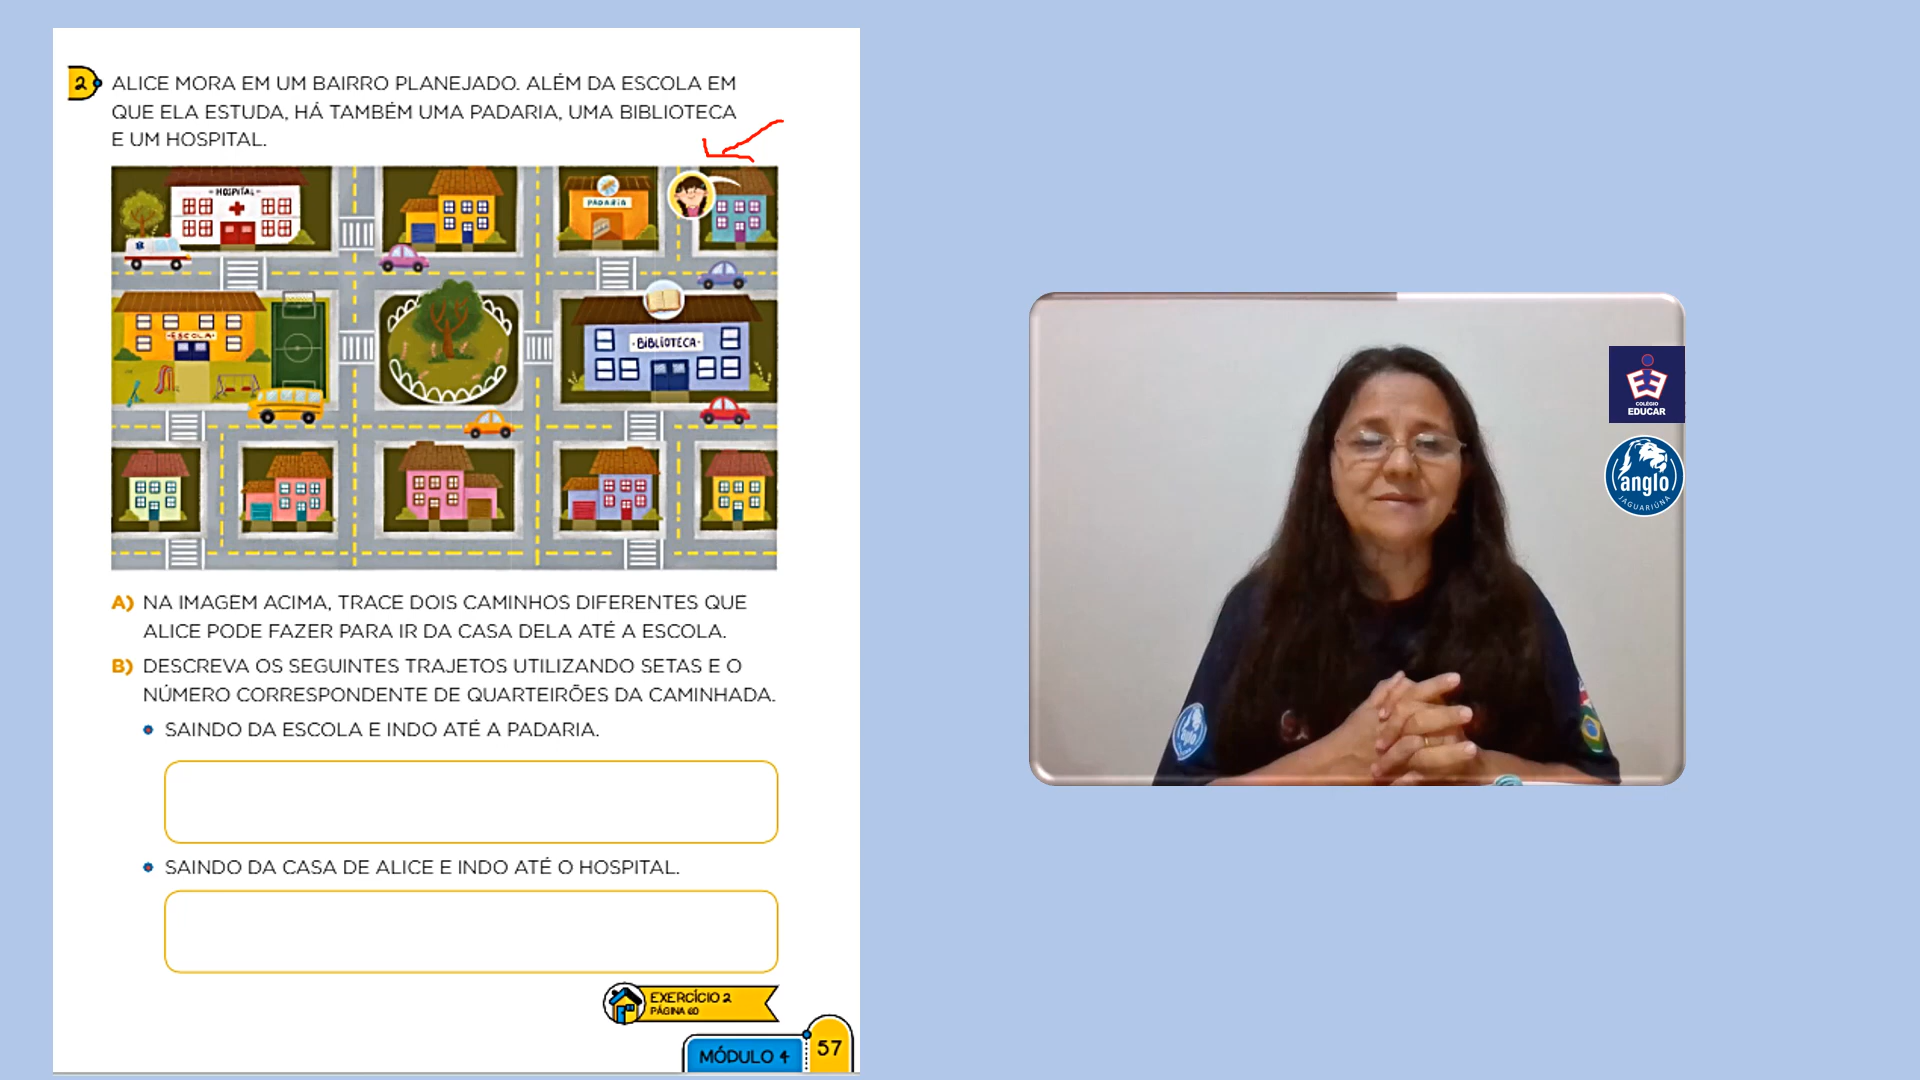 2
ALICE MORA EM UM BAIRRO PLANEJADO. ALÉM DA ESCOLA EM
QUE ELA ESTUDA, HÁ TAMBÉM UMA PADARIA, UMA BIBLIOTECA
E UM HOSPITAL.
HOSPITAL
PADARIA
ESCOLA
BIBLIOTECA
A) NA IMAGEM ACIMA, TRACE DOIS CAMINHOS DIFERENTES QUE
ALICE PODE FAZER PARA IR DA CASA DELA ATÉ A ESCOLA.
B) DESCREVA OS SEGUINTES TRAJETOS UTILIZANDO SETAS E O
NÚMERO CORRESPONDENTE DE QUARTEIRÕES DA CAMINHADA.
SAINDO DA ESCOLA E INDO ATÉ A PADARIA.
SAINDO DA CASA DE ALICE E INDO ATÉ O HOSPITAL.
EXERCÍCIO 2
PÁGINA 60
MÓDULO 4
57
COLÉGIO
EDUCAR
anglo
JAGUARIÚNA
anglo